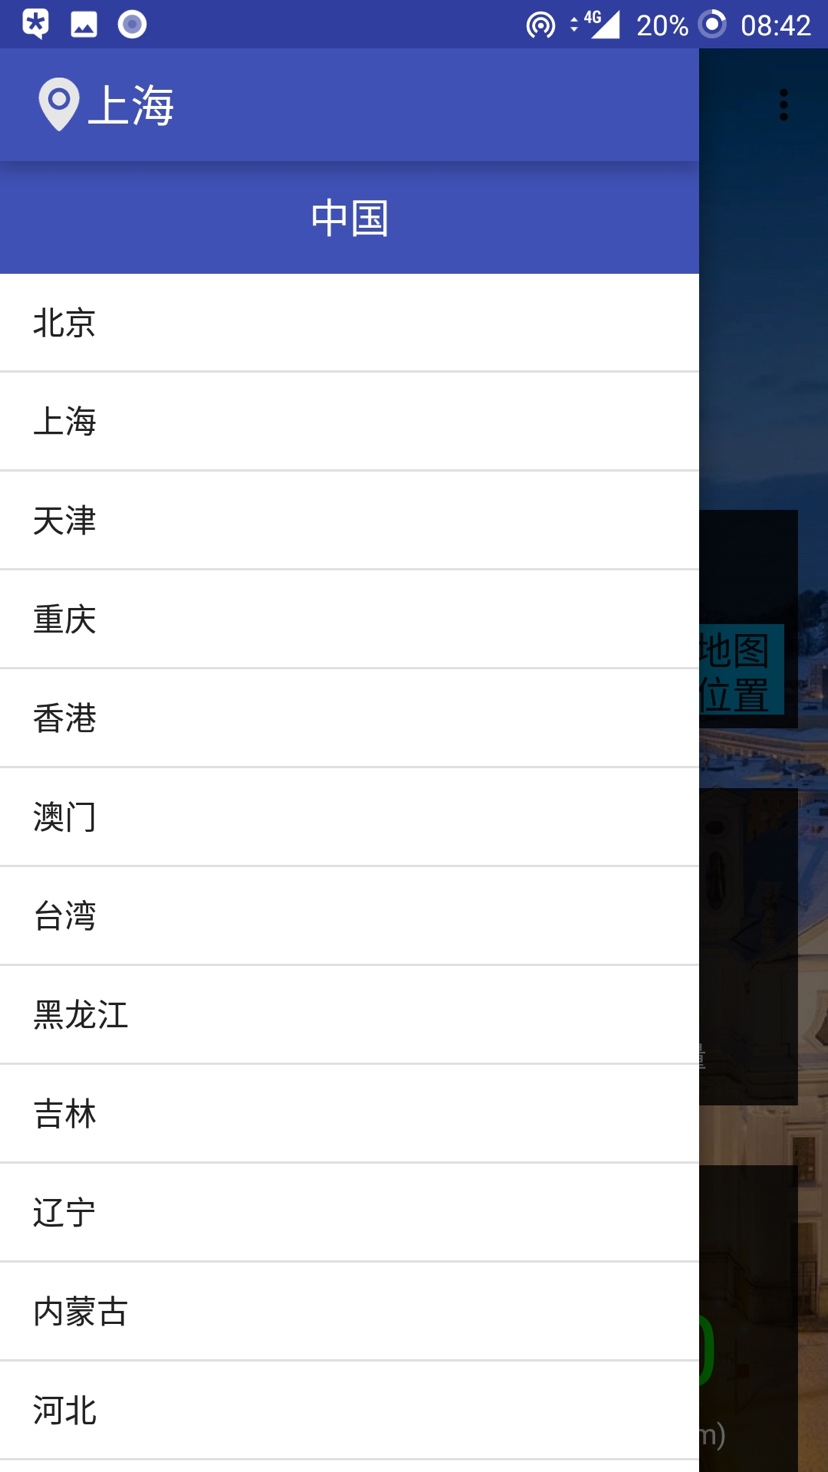 4G 20% 08:42
上海
中国
北京
上海
天津
重庆
香港
地图
位置
澳门
台湾
黑龙江
吉林
辽宁
内蒙古
河北
m)